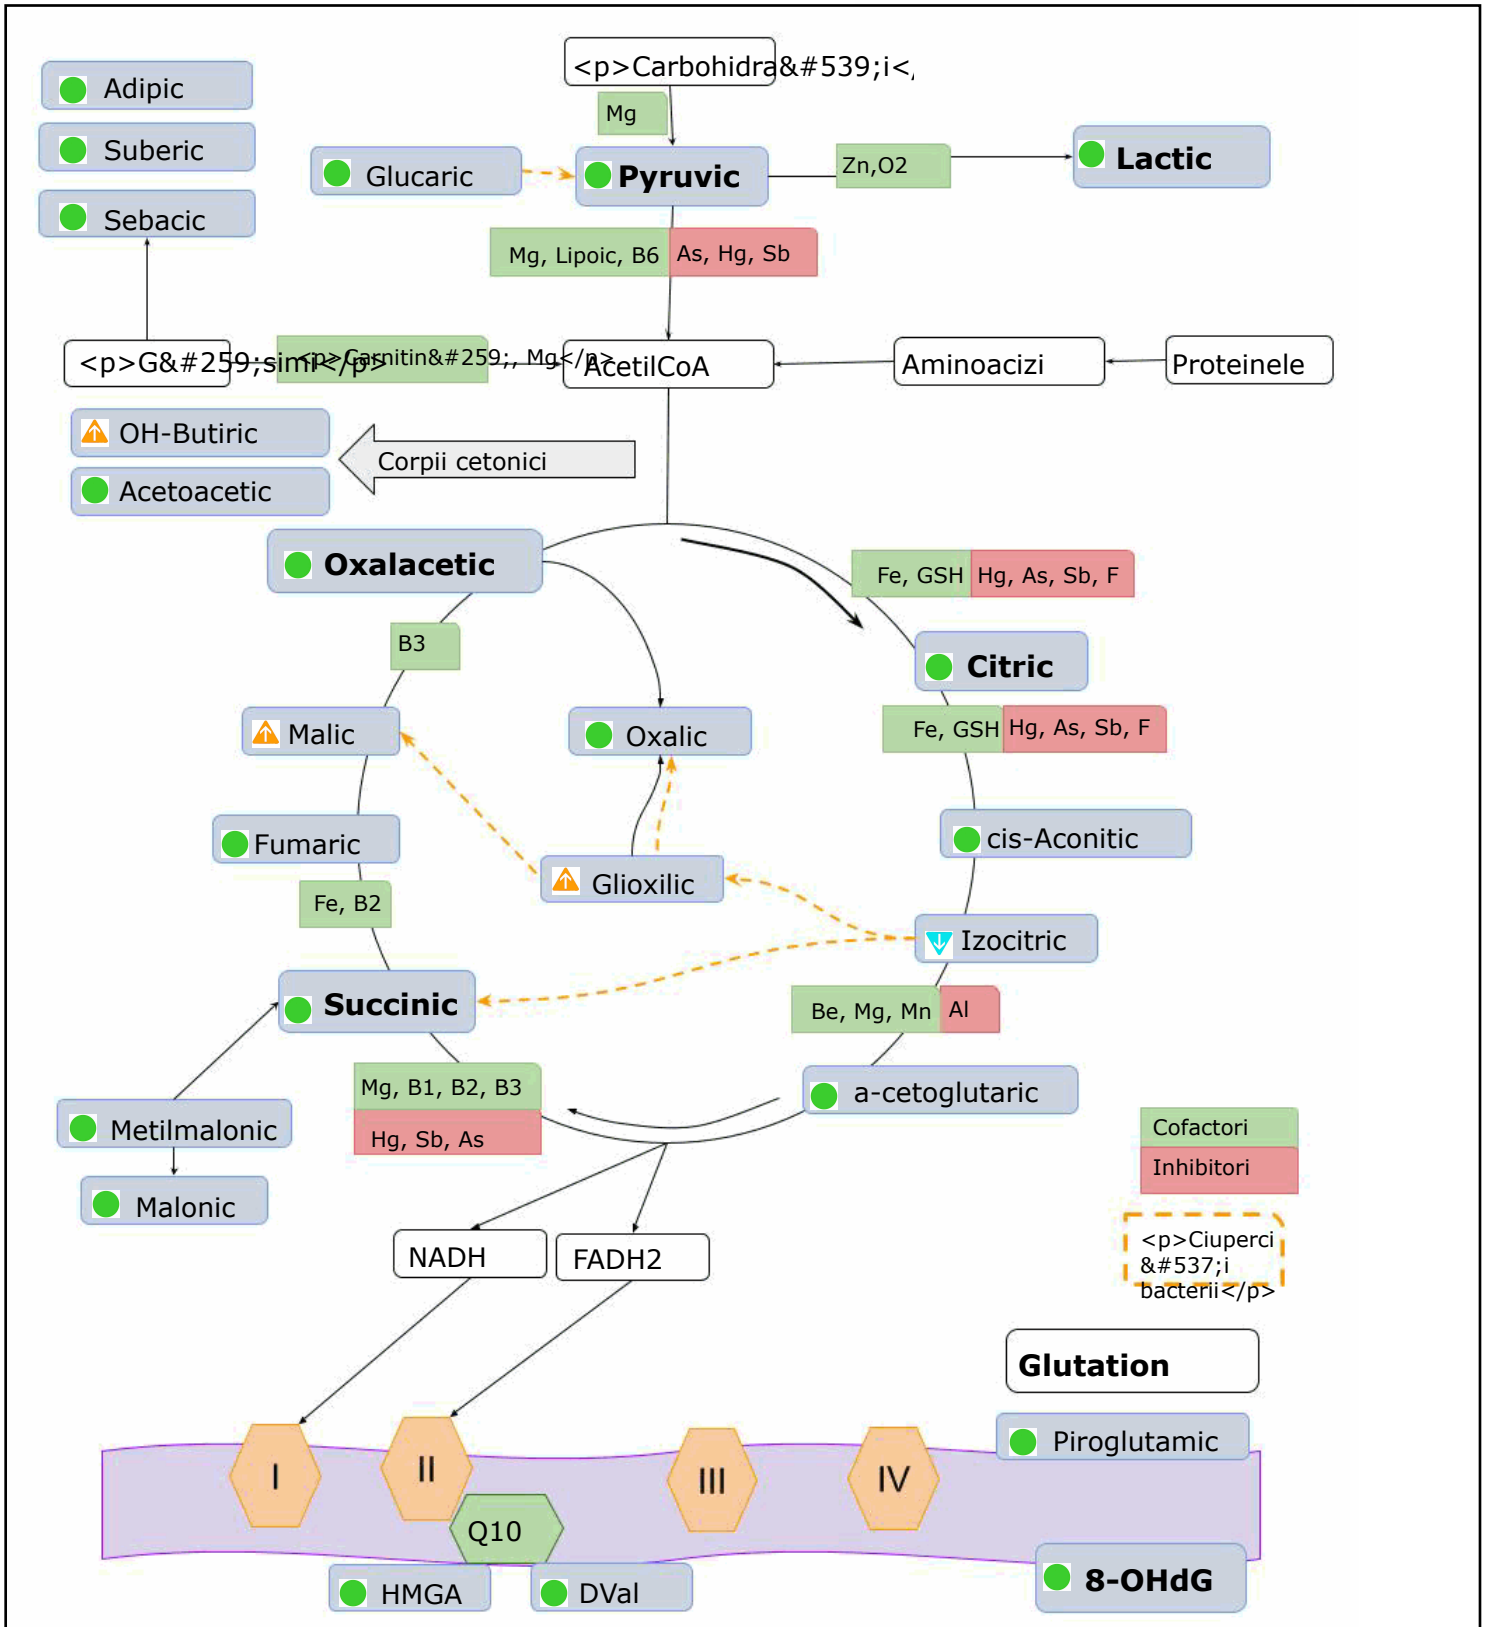 <p>Carbohidra&#539;i</
Adipic
Mg
Suberic
Glucaric
Pyruvic
Zn,O2
Lactic
Sebacic
Mg, Lipoic, B6
As, Hg, Sb
<p>G&#259;simi</p>
<p>Carnitin&#259;, Mg</p>
AcetilCoA
Aminoacizi
Proteinele
OH-Butiric
Corpii cetonici
Acetoacetic
Oxalacetic
Fe, GSH
Hg, As, Sb, F
B3
Citric
Malic
Oxalic
Fe, GSH
Hg, As, Sb, F
Fumaric
cis-Aconitic
Glioxilic
Fe, B2
Izocitric
Succinic
Be, Mg, Mn
Al
Mg, B1, B2, B3
Hg, Sb, As
a-cetoglutaric
Metilmalonic
Malonic
Cofactori
Inhibitori
<p>Ciuperci
&#537;i
bacterii</p>
NADH
FADH2
Glutation
Piroglutamic
I
II
III
IV
Q10
HMGA
DVal
8-OHdG